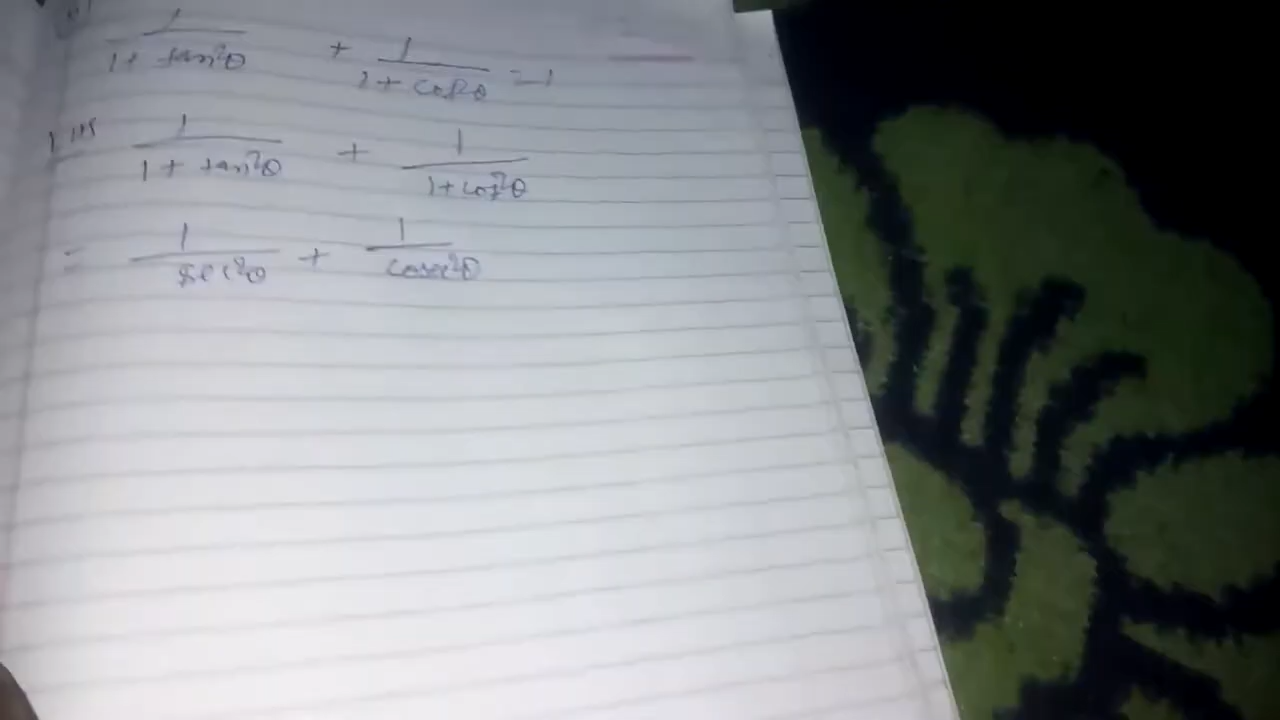 1/(1 + tan²θ) + 1/(1 + cot²θ) = 1
LHS 1/(1 + tan²θ) + 1/(1 + cot²θ)
= 1/sec²θ + 1/cosec²θ